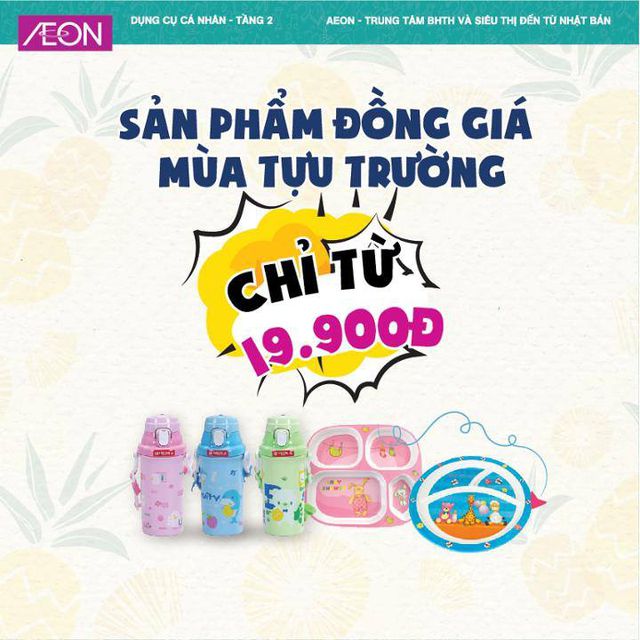 ÆON
DỤNG CỤ CÁ NHÂN - TẦNG 2
AEON - TRUNG TÂM BHTH VÀ SIÊU THỊ ĐẾN TỪ NHẬT BẢN
SẢN PHẨM ĐỒNG GIÁ
MÙA TỰU TRƯỜNG
CHỈ TỪ
19.900Đ